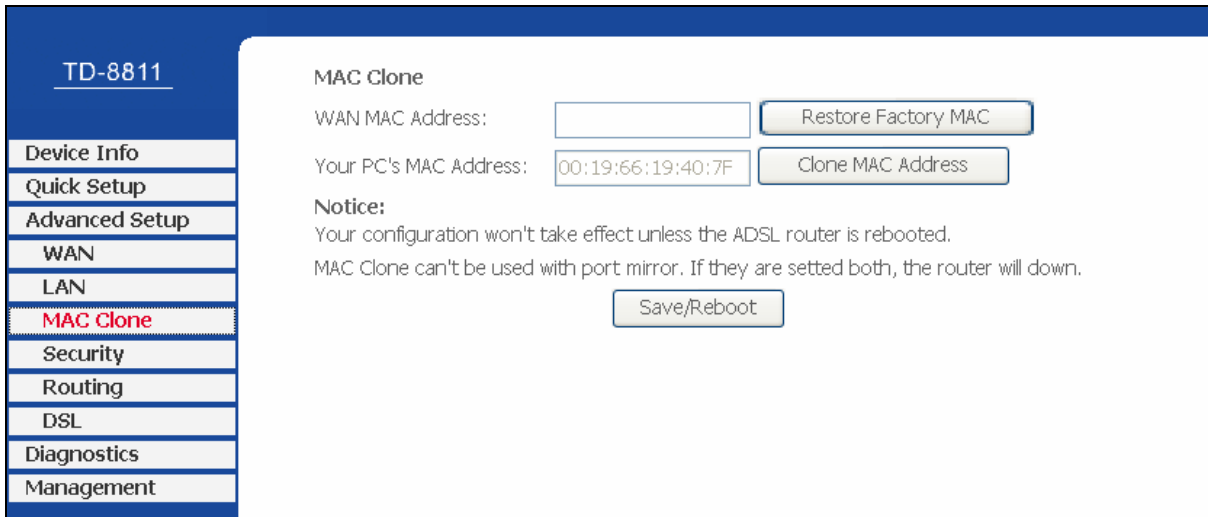 TD-8811
Device Info
Quick Setup
Advanced Setup
WAN
LAN
MAC Clone
Security
Routing
DSL
Diagnostics
Management
MAC Clone
WAN MAC Address: Restore Factory MAC
Your PC's MAC Address: 00:19:66:19:40:7F Clone MAC Address
Notice:
Your configuration won't take effect unless the ADSL router is rebooted.
MAC Clone can't be used with port mirror. If they are setted both, the router will down.
Save/Reboot